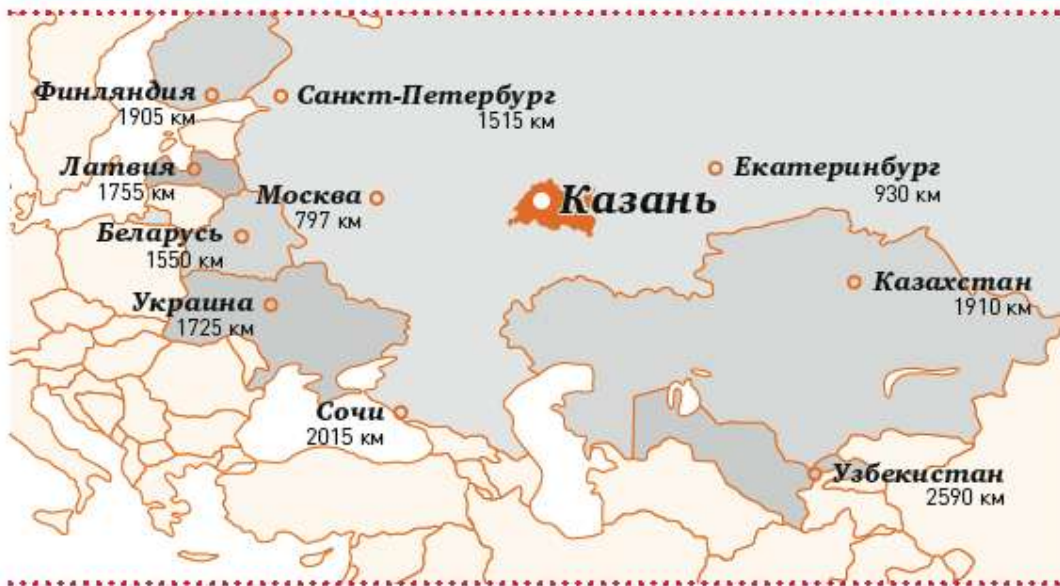 Финляндия
1905 км
Санкт-Петербург
1515 км
Латвия
1755 км
Москва
797 км
Казань
Екатеринбург
930 км
Беларусь
1550 км
Украина
1725 км
Казахстан
1910 км
Сочи
2015 км
Узбекистан
2590 км